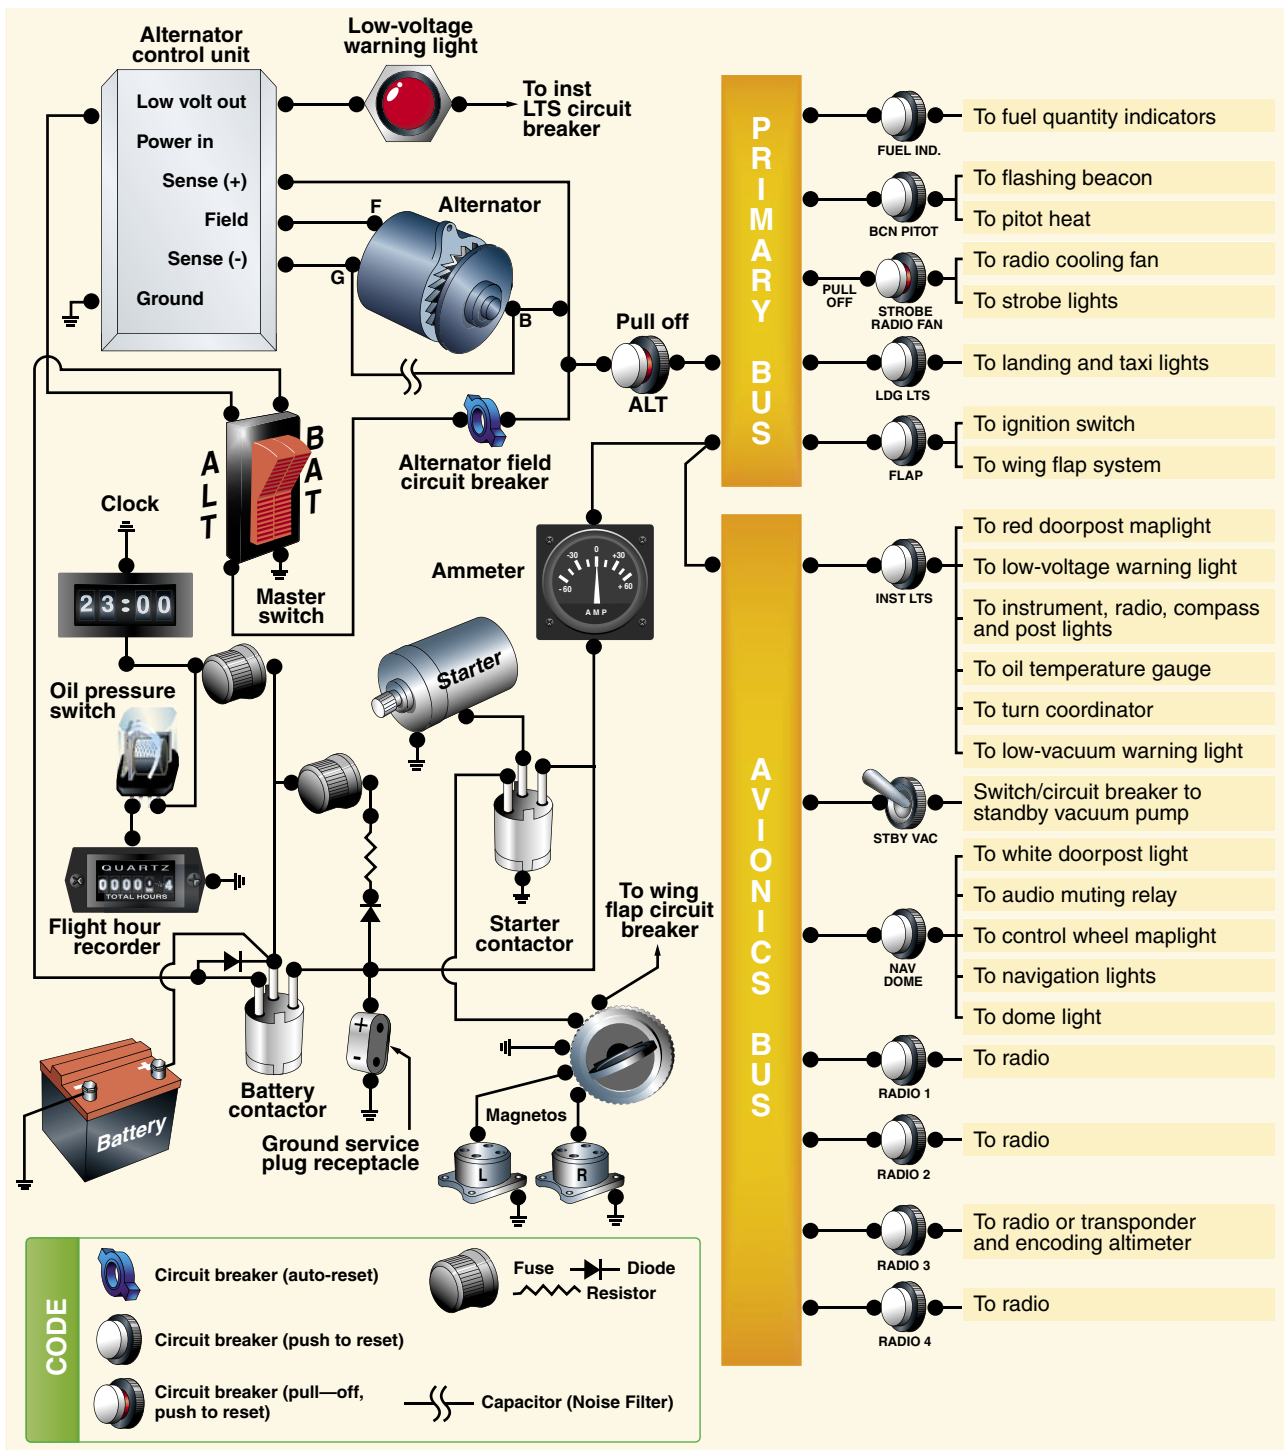 Alternator
control unit
Low-voltage
warning light
To inst
LTS circuit
breaker
Low volt out
Power in
Sense (+)
Field
Sense (-)
Ground
F
Alternator
G
B
Pull off
ALT
Alternator field
circuit breaker
ALT
BAT
Master
switch
Clock
23:00
Ammeter
-60
-30
0
+30
+60
AMP
Oil pressure
switch
Starter
QUARTZ
TOTAL HOURS
Flight hour
recorder
Starter
contactor
To wing
flap circuit
breaker
+
-
Battery
contactor
Battery
Ground service
plug receptacle
Magnetos
L
R
PRIMARY BUS
FUEL IND.
To fuel quantity indicators
BCN PITOT
To flashing beacon
To pitot heat
PULL
OFF
STROBE
RADIO FAN
To radio cooling fan
To strobe lights
LDG LTS
To landing and taxi lights
FLAP
To ignition switch
To wing flap system
AVIONICS BUS
INST LTS
To red doorpost maplight
To low-voltage warning light
To instrument, radio, compass
and post lights
To oil temperature gauge
To turn coordinator
To low-vacuum warning light
STBY VAC
Switch/circuit breaker to
standby vacuum pump
NAV
DOME
To white doorpost light
To audio muting relay
To control wheel maplight
To navigation lights
To dome light
RADIO 1
To radio
RADIO 2
To radio
RADIO 3
To radio or transponder
and encoding altimeter
RADIO 4
To radio
CODE
Circuit breaker (auto-reset)
Circuit breaker (push to reset)
Circuit breaker (pull—off,
push to reset)
Fuse
Diode
Resistor
Capacitor (Noise Filter)